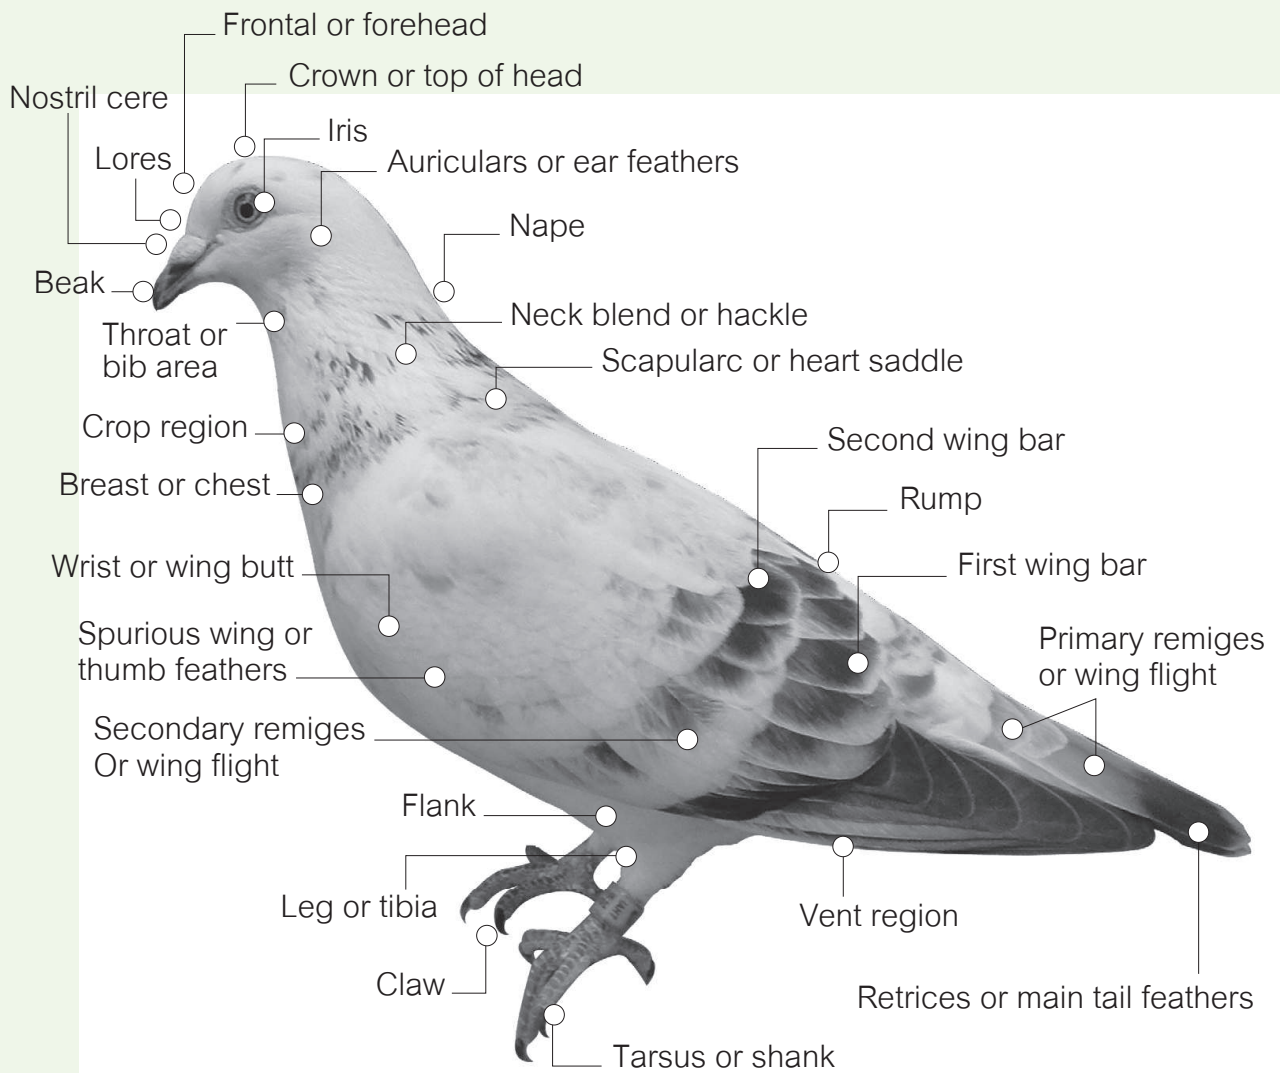 Frontal or forehead
Crown or top of head
Nostril cere
Iris
Lores
Auriculars or ear feathers
Nape
Beak
Neck blend or hackle
Throat or
bib area
Scapularc or heart saddle
Crop region
Second wing bar
Breast or chest
Rump
Wrist or wing butt
First wing bar
Spurious wing or
thumb feathers
Primary remiges
or wing flight
Secondary remiges
Or wing flight
Flank
Leg or tibia
Vent region
Claw
Retrices or main tail feathers
Tarsus or shank